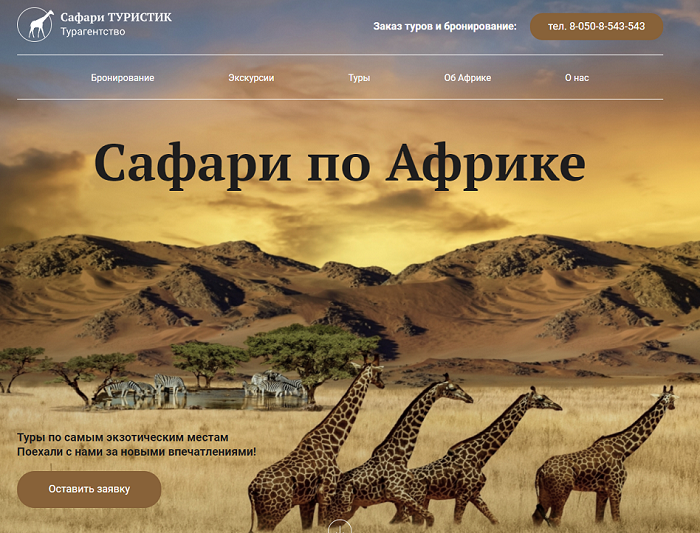 Сафари ТУРИСТИК
Турагентство
Заказ туров и бронирование:
тел. 8-050-8-543-543
Бронирование
Экскурсии
Туры
Об Африке
О нас
Сафари по Африке
Туры по самым экзотическим местам
Поехали с нами за новыми впечатлениями!
Оставить заявку